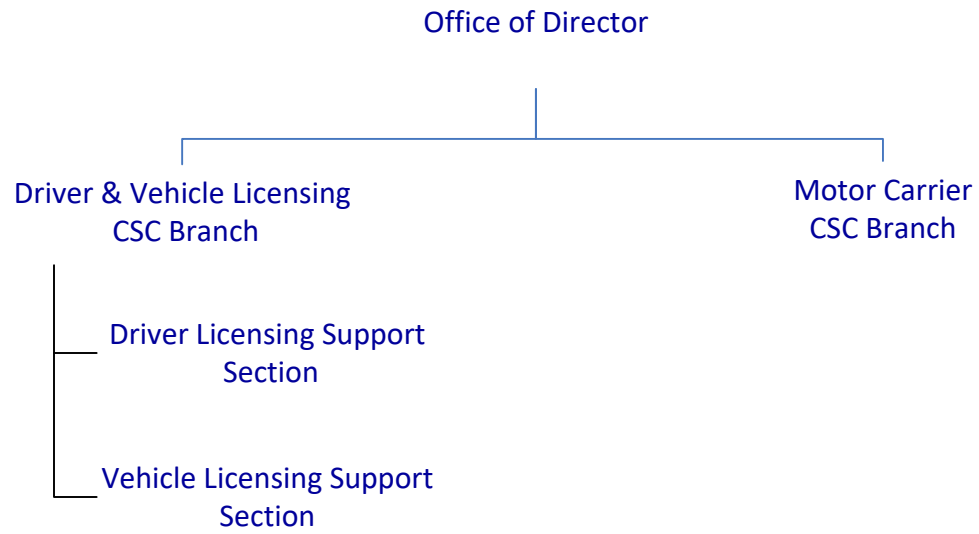 Office of Director
Driver & Vehicle Licensing
CSC Branch
Motor Carrier
CSC Branch
Driver Licensing Support
Section
Vehicle Licensing Support
Section